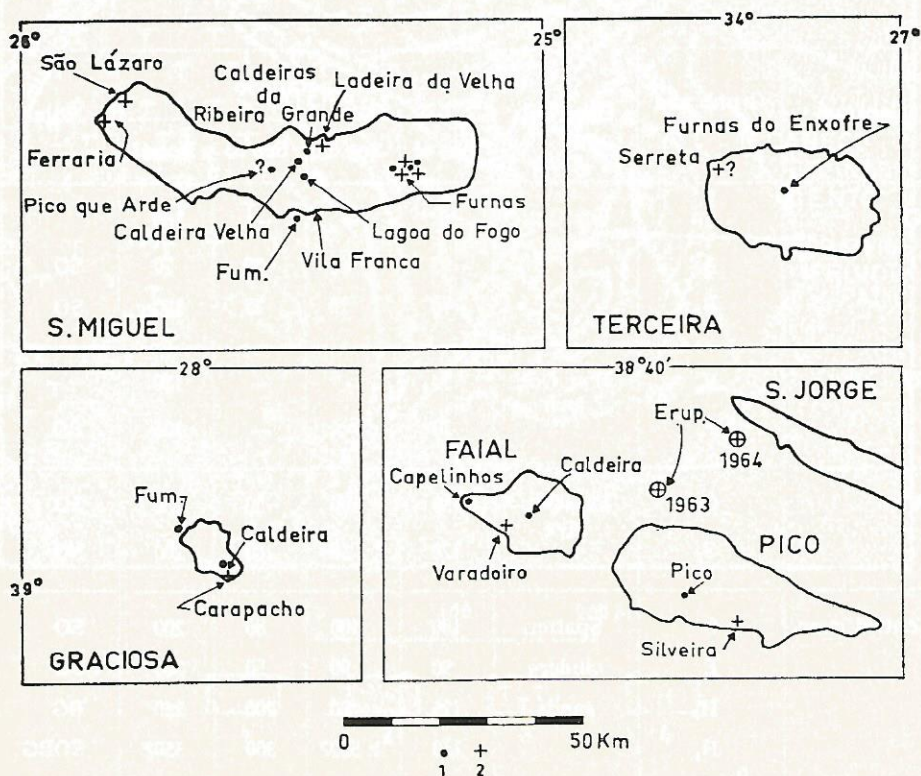 26°
25°
São Lázaro
Caldeiras
da
Ribeira Grande
Ladeira da Velha
Ferraria
?
Pico que Arde
Caldeira Velha
Furnas
Lagoa do Fogo
Fum.
Vila Franca
S. MIGUEL
34°
27°
Furnas do Enxofre
Serreta
+?
TERCEIRA
28°
Fum.
Caldeira
39°
Carapacho
GRACIOSA
38°40'
S. JORGE
Erup.
1964
FAIAL
Capelinhos
Caldeira
1963
PICO
Varadoiro
Pico
Silveira
0 50 Km
1 2